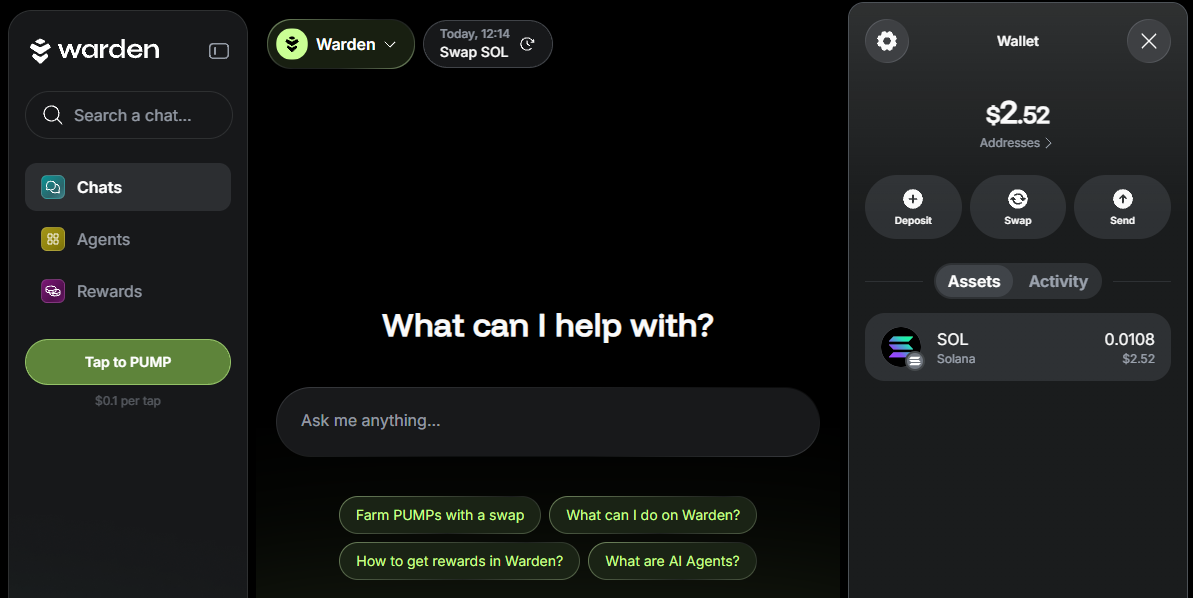 warden
Search a chat...
Chats
Agents
Rewards
Tap to PUMP
$0.1 per tap
Warden
Today, 12:14
Swap SOL
What can I help with?
Ask me anything...
Farm PUMPs with a swap
What can I do on Warden?
How to get rewards in Warden?
What are AI Agents?
Wallet
$2.52
Addresses
Deposit
Swap
Send
Assets
Activity
SOL
0.0108
Solana
$2.52